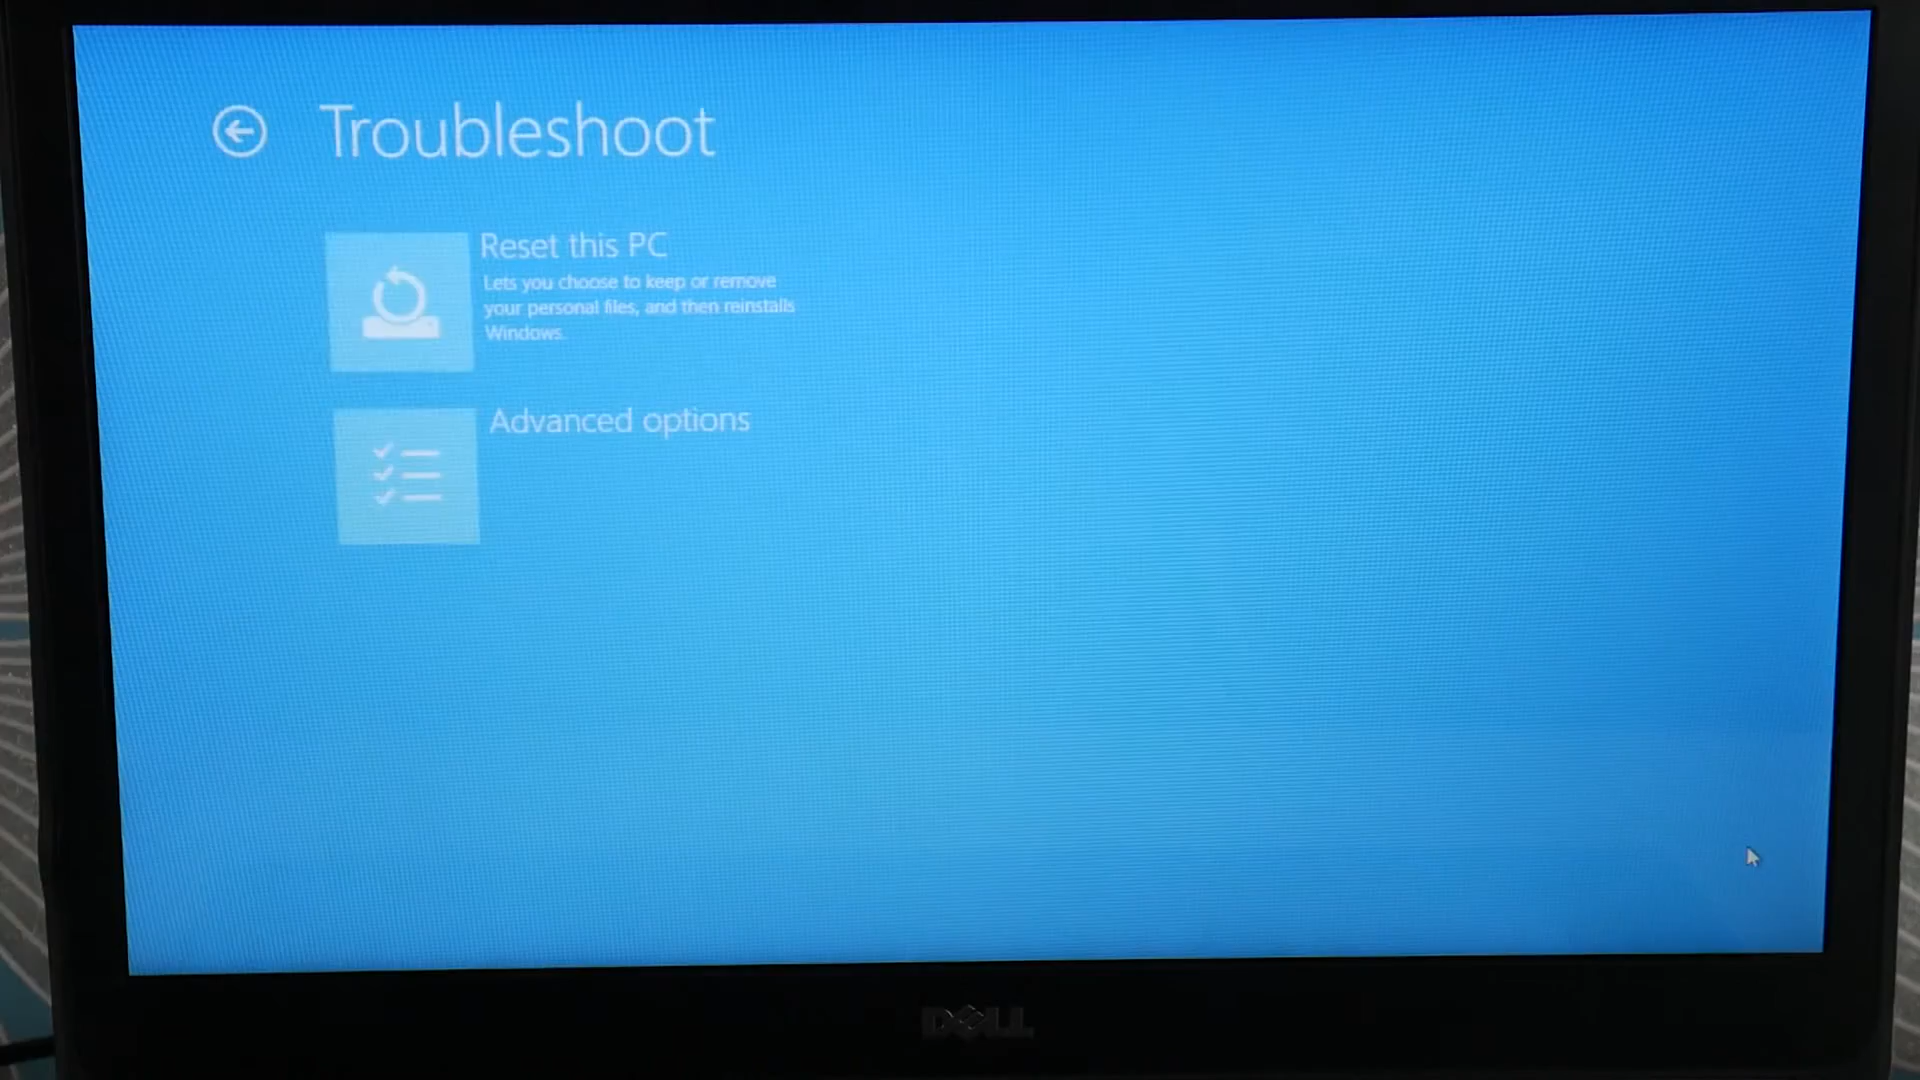 Troubleshoot
Reset this PC
Lets you choose to keep or remove
your personal files, and then reinstalls
Windows.
Advanced options
DELL